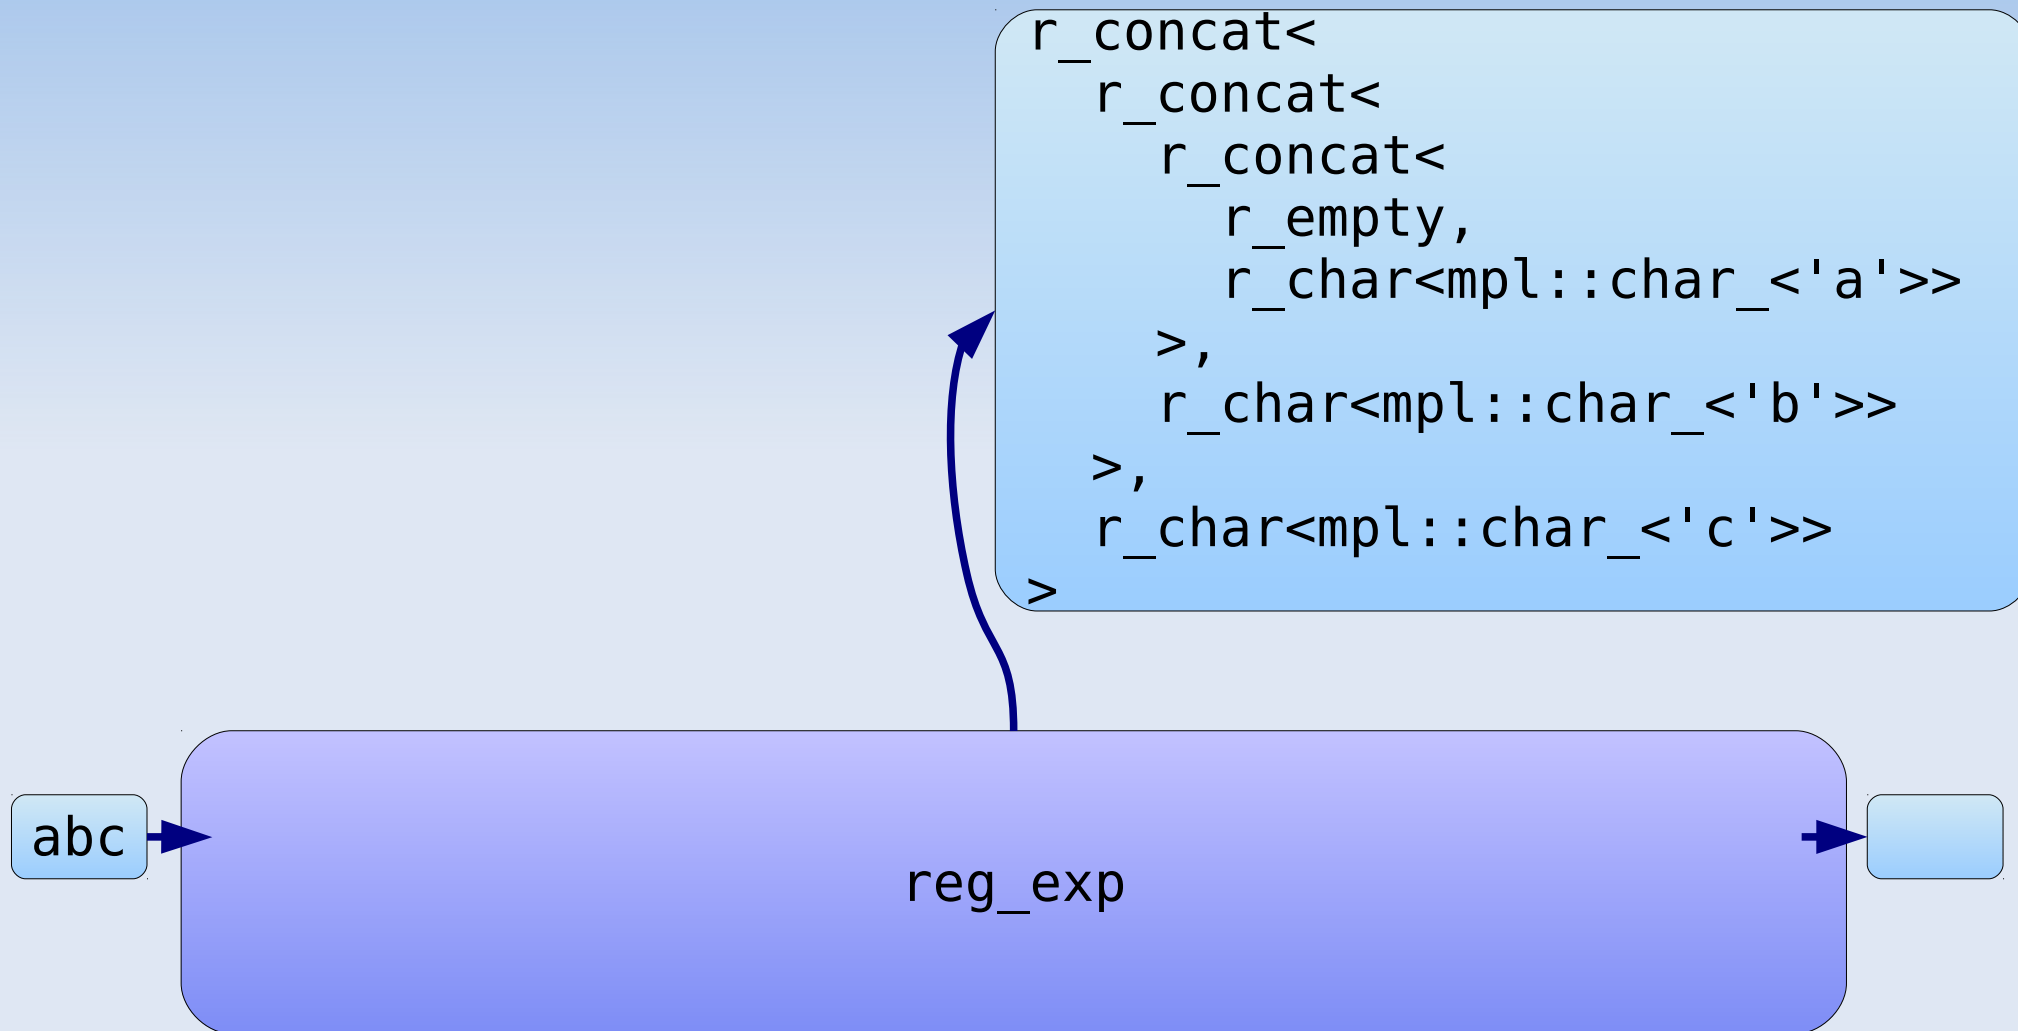 r_concat<
  r_concat<
    r_concat<
      r_empty,
      r_char<mpl::char_<'a'>>
    >,
    r_char<mpl::char_<'b'>>
  >,
  r_char<mpl::char_<'c'>>
>
abc
reg_exp